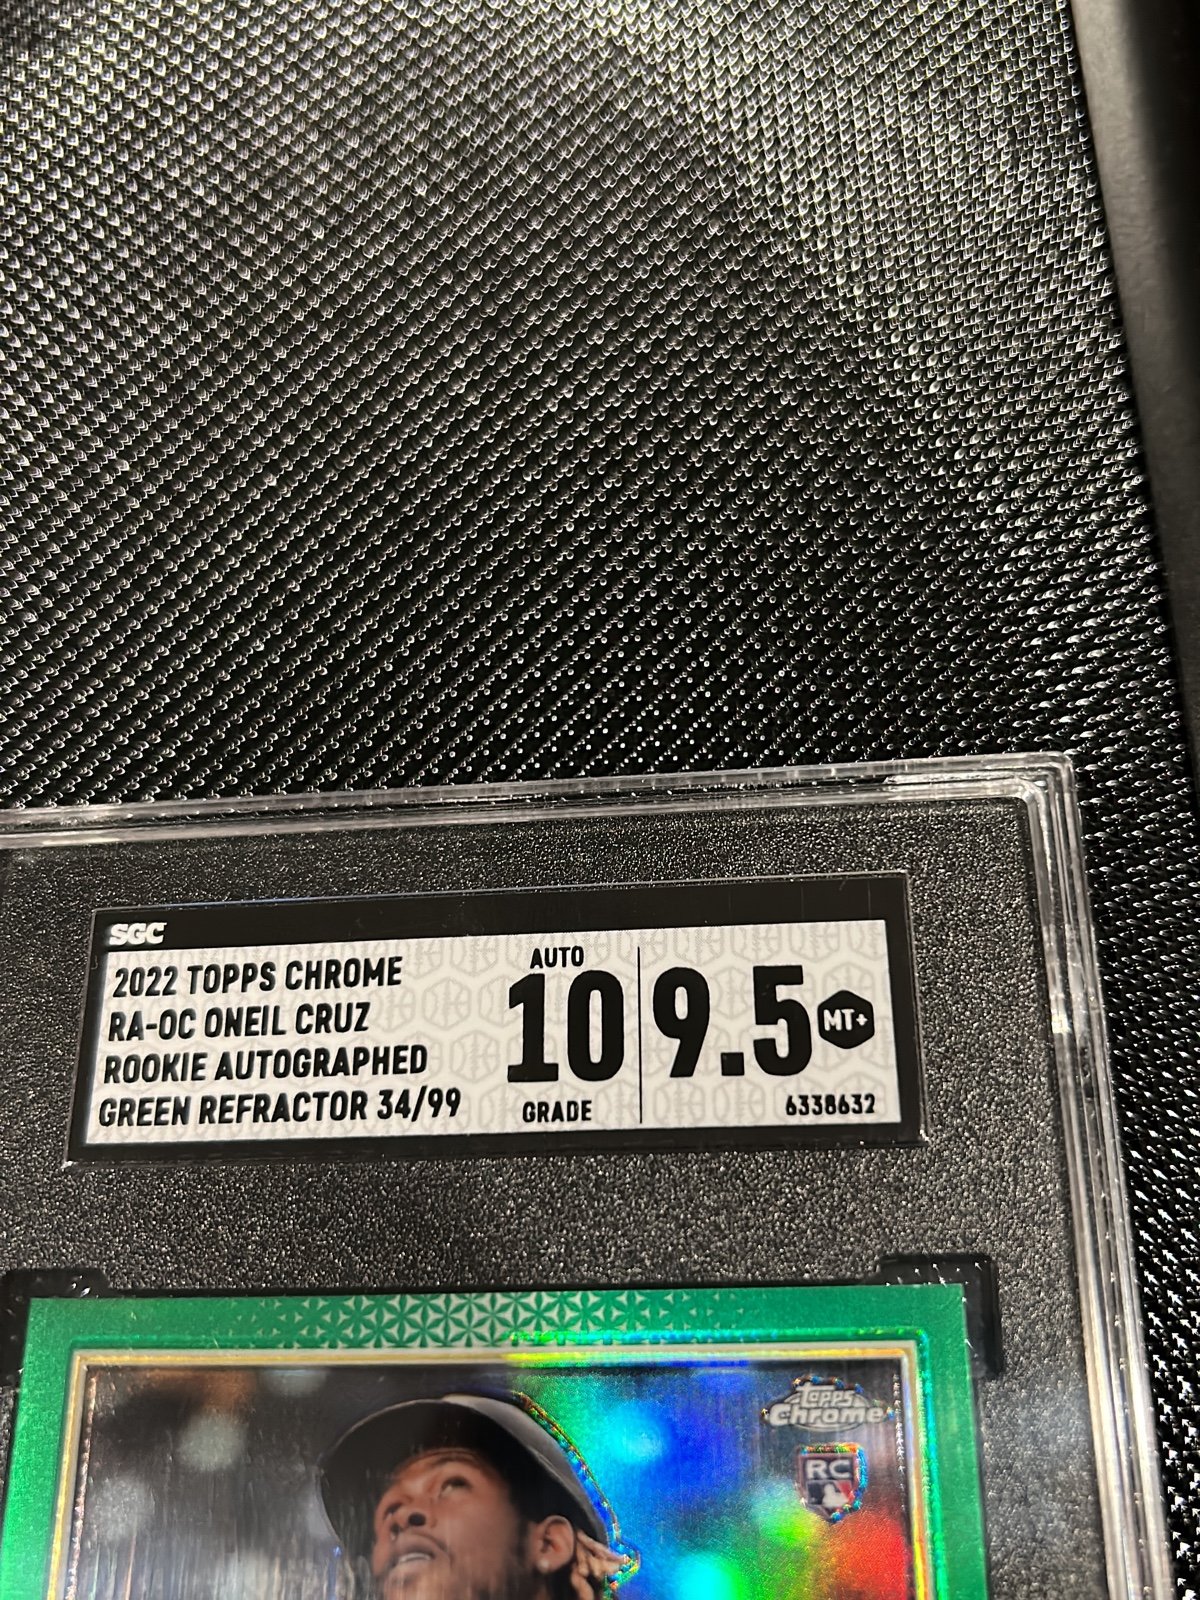 SGC
2022 TOPPS CHROME
RA-OC ONEIL CRUZ
ROOKIE AUTOGRAPHED
GREEN REFRACTOR 34/99
AUTO
10
GRADE
9.5
MT+
6338632
Topps
Chrome
RC